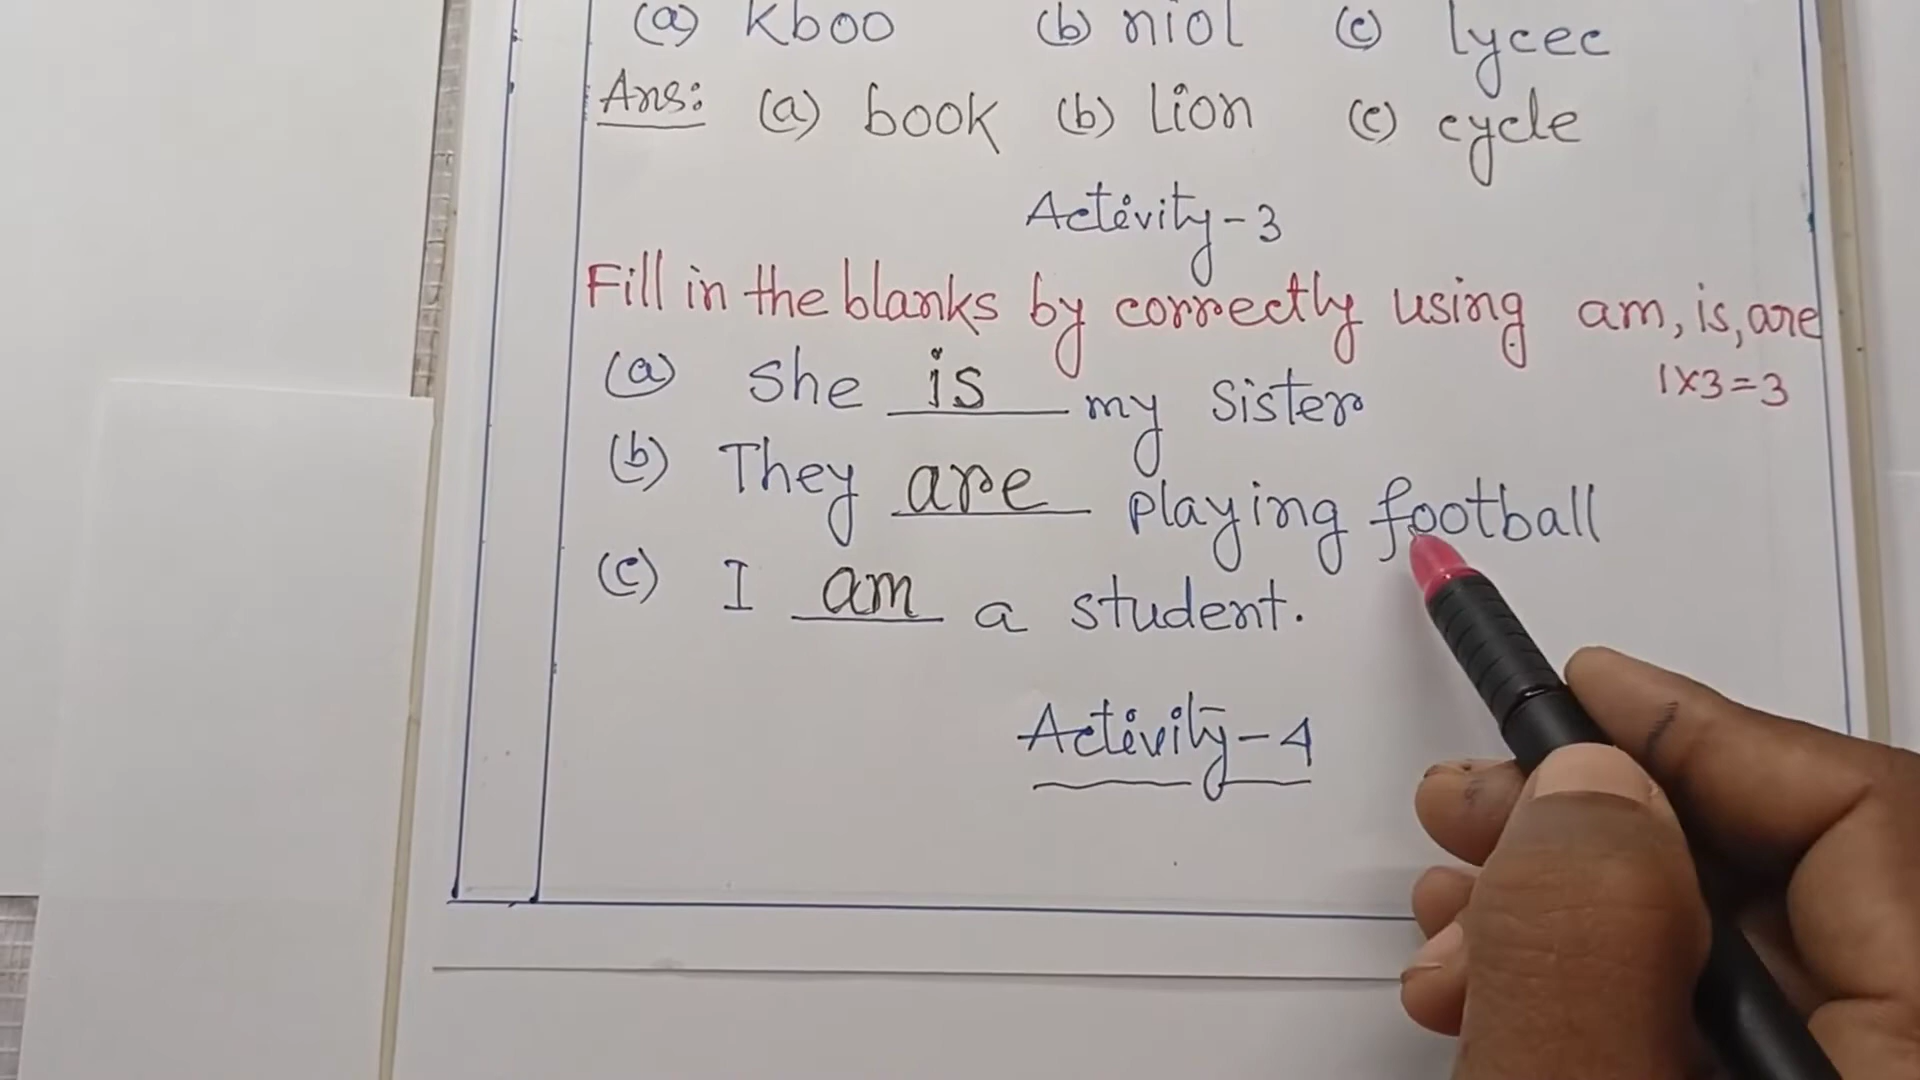 (a) kboo (b) niol (c) lycec
Ans: (a) book (b) Lion (c) cycle
Activity-3
Fill in the blanks by correctly using am, is, are
1x3=3
(a) She is my sister
(b) They are playing football
(c) I am a student.
Activity-4